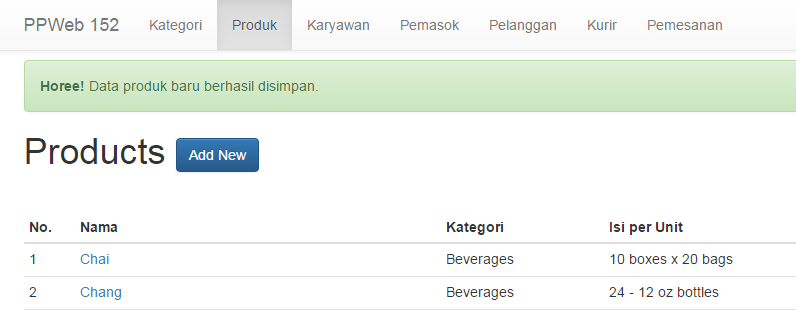 PPWeb 152 Kategori Produk Karyawan Pemasok Pelanggan Kurir Pemesanan
Horee! Data produk baru berhasil disimpan.
Products Add New
No. Nama Kategori Isi per Unit
1 Chai Beverages 10 boxes x 20 bags
2 Chang Beverages 24 - 12 oz bottles